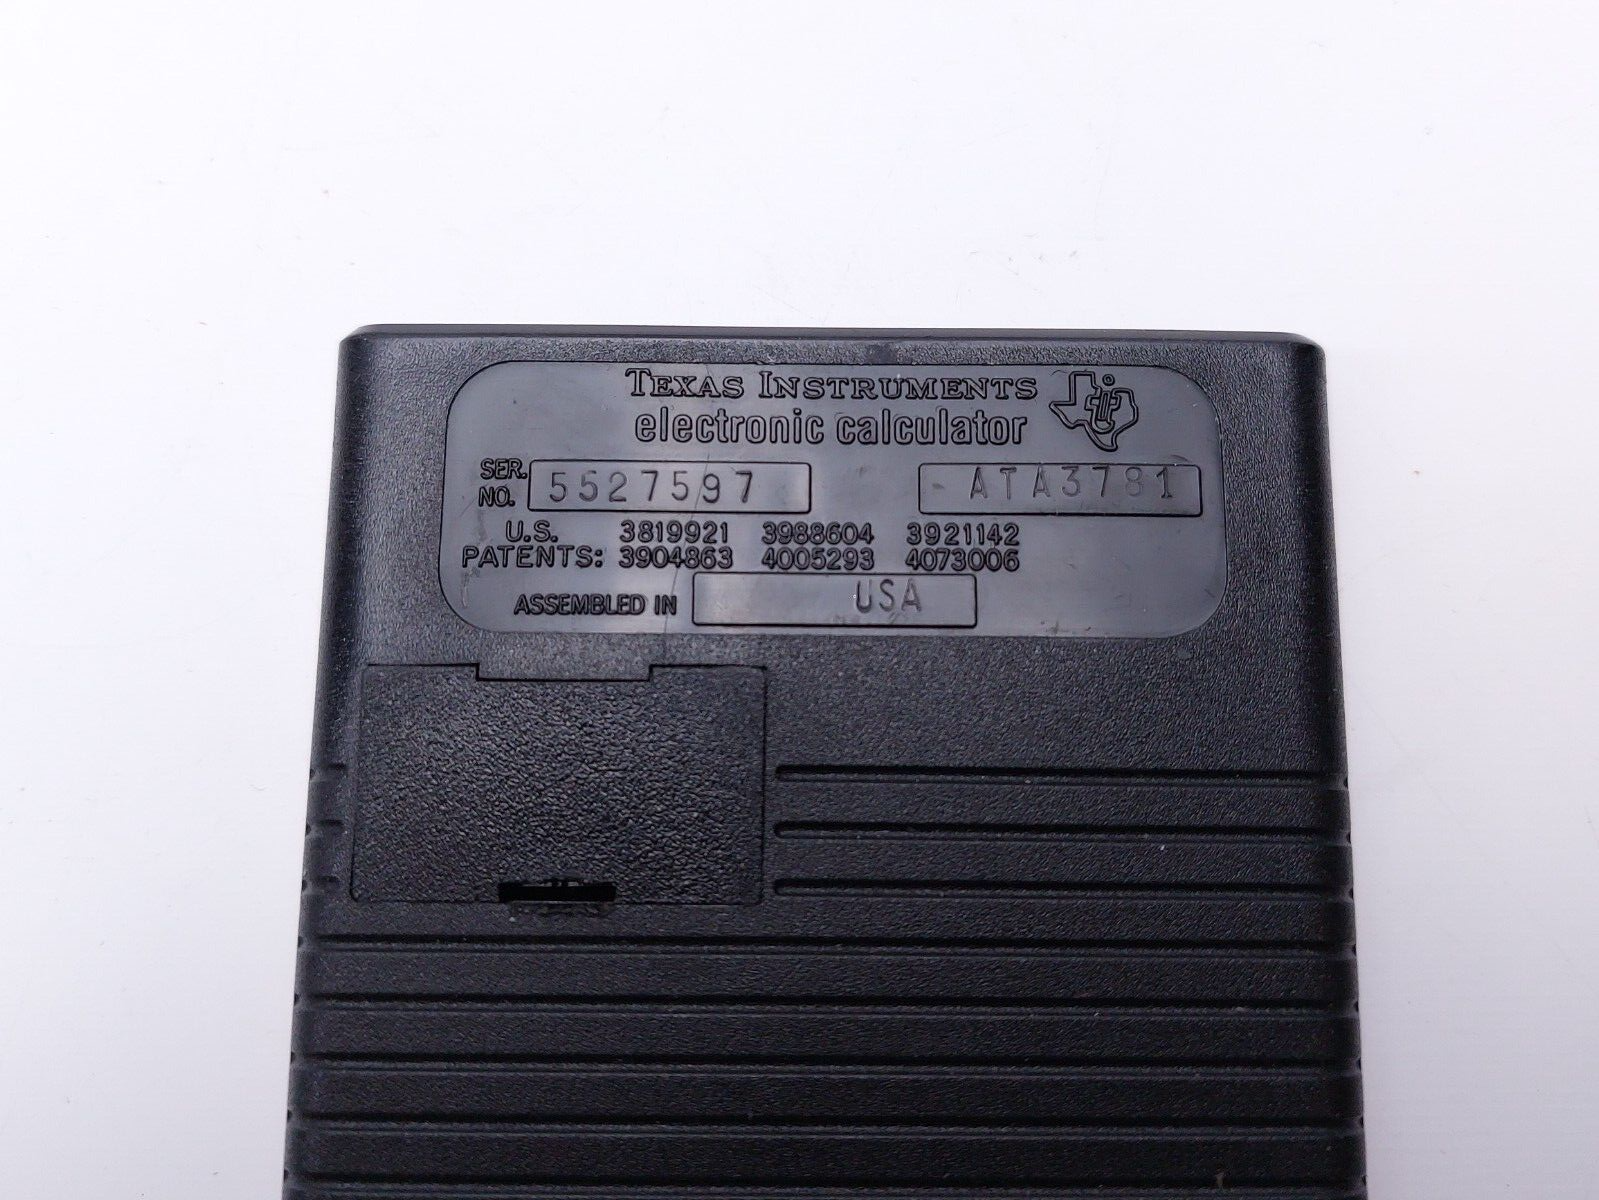 TEXAS INSTRUMENTS
electronic calculator
SER. NO. 5527597 ATA3781
U.S. 3819921 3988604 3921142
PATENTS: 3904863 4005293 4073006
ASSEMBLED IN USA